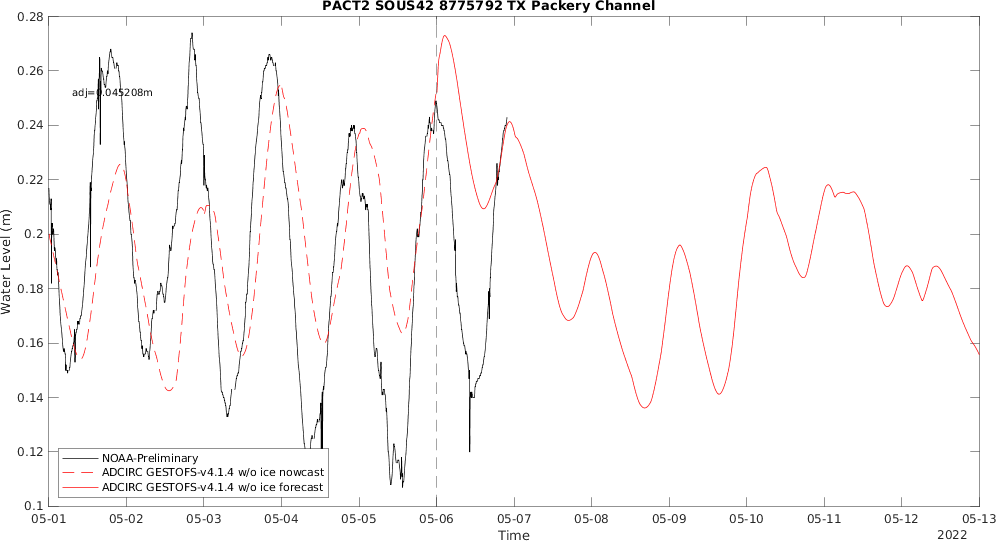 PACT2 SOUS42 8775792 TX Packery Channel
0.28
0.26
0.24
0.22
0.2
0.18
0.16
0.14
0.12
0.1
Water Level (m)
adj=0.045208m
NOAA-Preliminary
ADCIRC GESTOFS-v4.1.4 w/o ice nowcast
ADCIRC GESTOFS-v4.1.4 w/o ice forecast
05-01 05-02 05-03 05-04 05-05 05-06 05-07 05-08 05-09 05-10 05-11 05-12 05-13
Time
2022